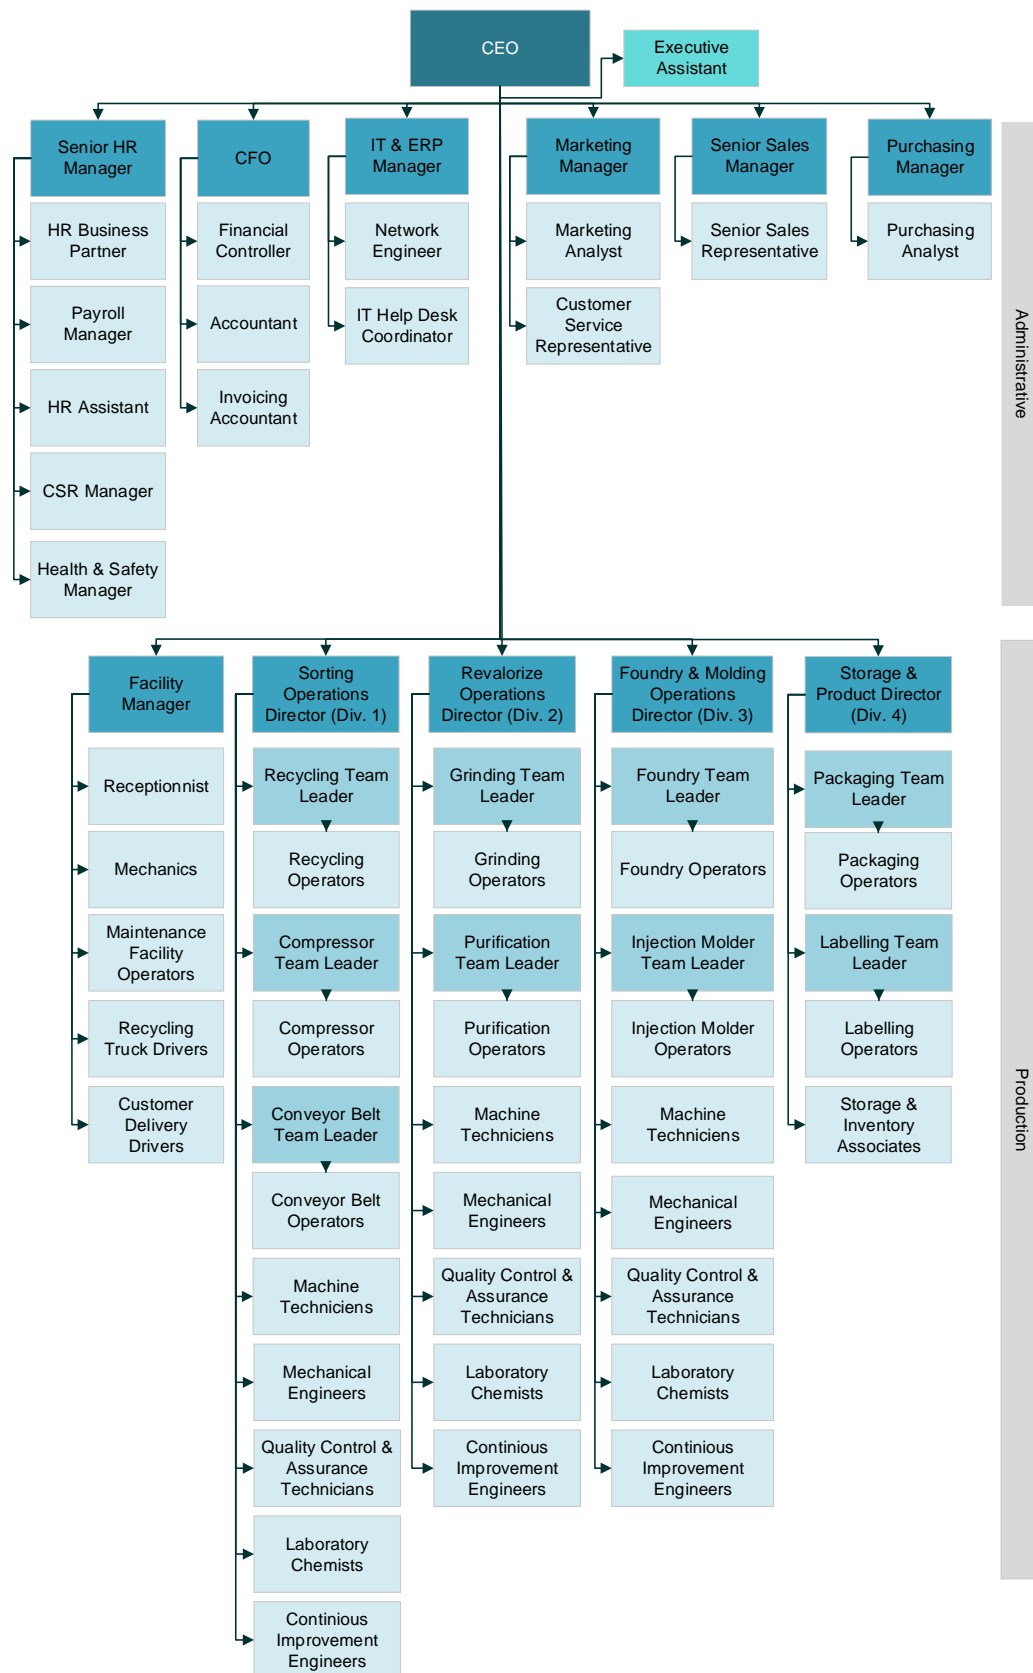 CEO
Executive
Assistant
Senior HR
Manager
CFO
IT & ERP
Manager
Marketing
Manager
Senior Sales
Manager
Purchasing
Manager
HR Business
Partner
Financial
Controller
Network
Engineer
Marketing
Analyst
Senior Sales
Representative
Purchasing
Analyst
Payroll
Manager
Accountant
IT Help Desk
Coordinator
Customer
Service
Representative
HR Assistant
Invoicing
Accountant
CSR Manager
Health & Safety
Manager
Administrative
Facility
Manager
Sorting
Operations
Director (Div. 1)
Revalorize
Operations
Director (Div. 2)
Foundry & Molding
Operations
Director (Div. 3)
Storage &
Product Director
(Div. 4)
Receptionnist
Recycling Team
Leader
Grinding Team
Leader
Foundry Team
Leader
Packaging Team
Leader
Mechanics
Recycling
Operators
Grinding
Operators
Foundry Operators
Packaging
Operators
Maintenance
Facility
Operators
Compressor
Team Leader
Purification
Team Leader
Injection Molder
Team Leader
Labelling Team
Leader
Recycling
Truck Drivers
Compressor
Operators
Purification
Operators
Injection Molder
Operators
Labelling
Operators
Customer
Delivery
Drivers
Conveyor Belt
Team Leader
Machine
Techniciens
Machine
Techniciens
Storage &
Inventory
Associates
Conveyor Belt
Operators
Mechanical
Engineers
Mechanical
Engineers
Machine
Techniciens
Quality Control &
Assurance
Technicians
Quality Control &
Assurance
Technicians
Mechanical
Engineers
Laboratory
Chemists
Laboratory
Chemists
Quality Control &
Assurance
Technicians
Continious
Improvement
Engineers
Continious
Improvement
Engineers
Laboratory
Chemists
Continious
Improvement
Engineers
Production